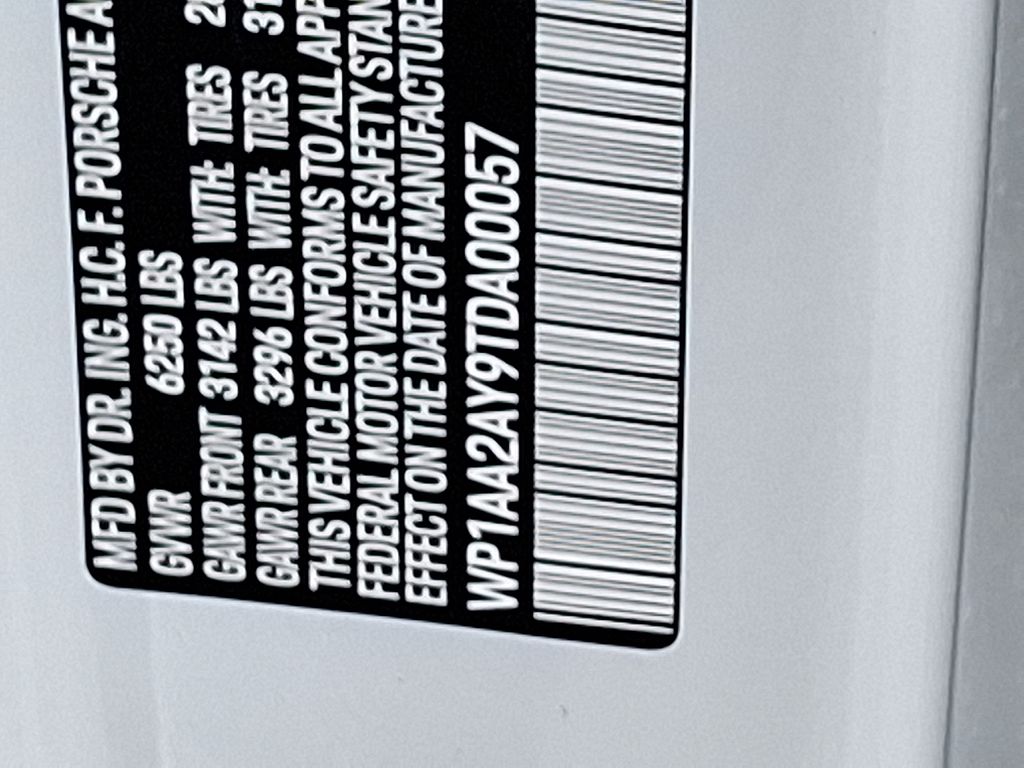 MFD BY DR. ING. H.C. F. PORSCHE A
GVWR 6250 LBS
GAWR FRONT 3142 LBS WITH: TIRES
GAWR REAR 3296 LBS WITH: TIRES 31
THIS VEHICLE CONFORMS TO ALL APP
FEDERAL MOTOR VEHICLE SAFETY STAN
EFFECT ON THE DATE OF MANUFACTURE
WP1AA2AY9TDA00057